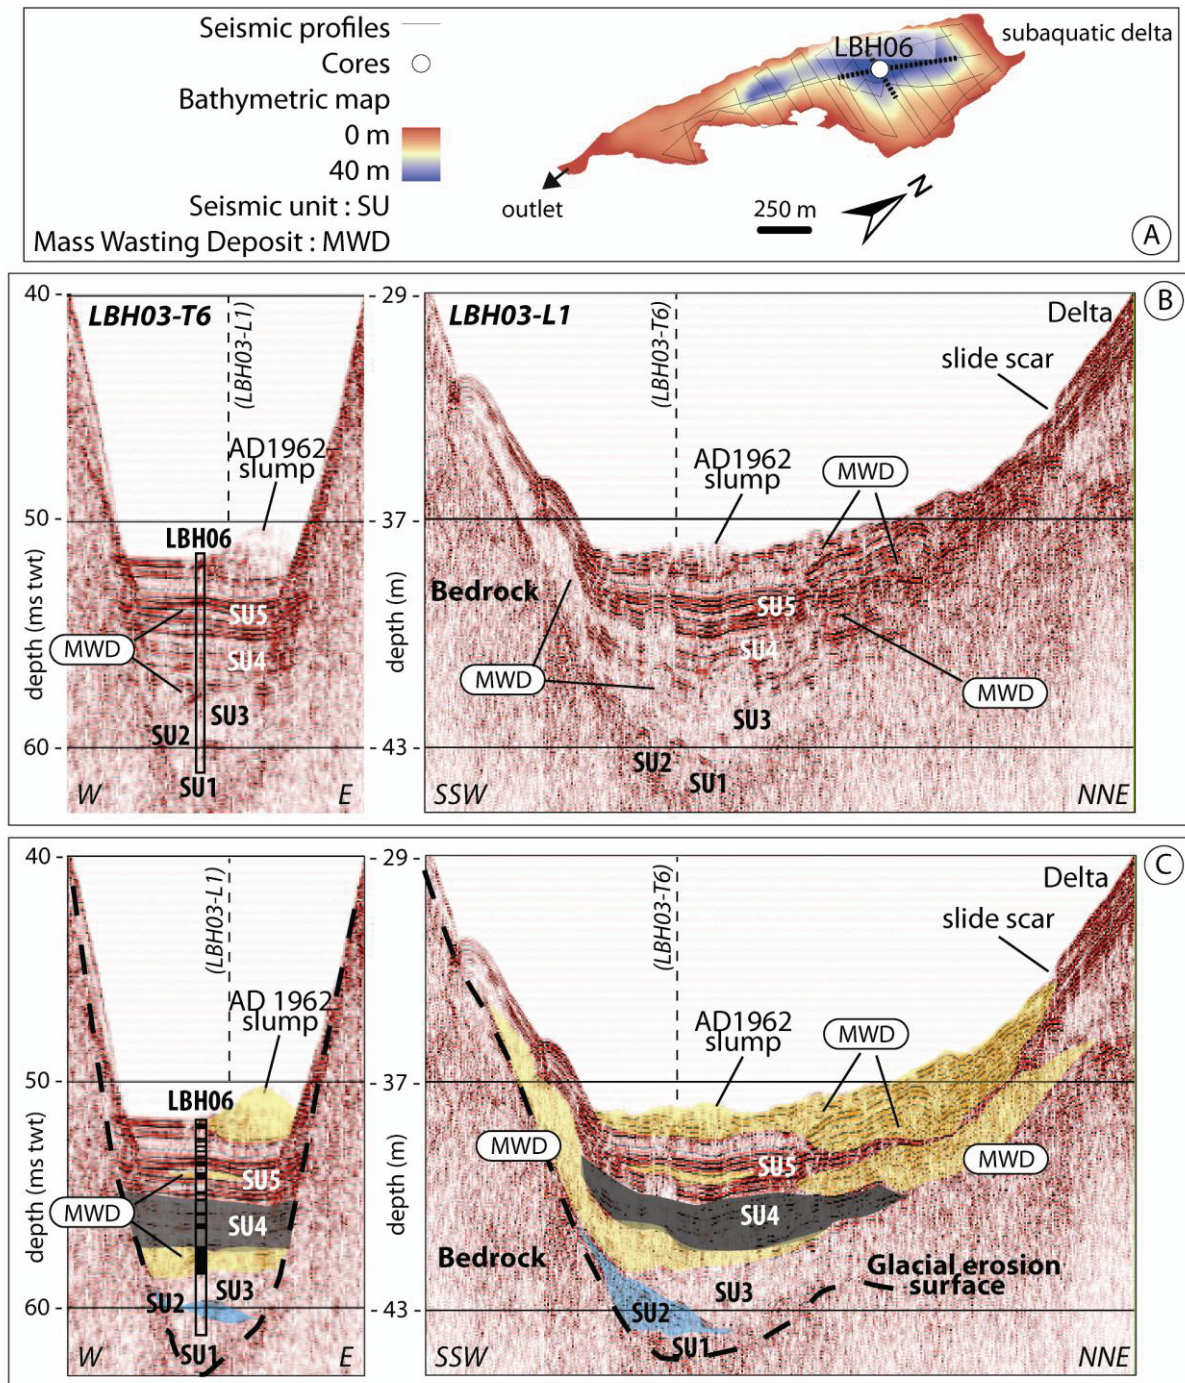 Seismic profiles
Cores
Bathymetric map
0 m
40 m
Seismic unit : SU
Mass Wasting Deposit : MWD
LBH06
subaquatic delta
outlet
250 m
N
A
40
50
60
depth (ms twt)
LBH03-T6
(LBH03-L1)
AD1962
slump
LBH06
MWD
SU5
SU4
SU3
SU2
SU1
W
E
29
37
43
depth (m)
LBH03-L1
(LBH03-T6)
Delta
B
slide scar
AD1962
slump
MWD
Bedrock
SU5
SU4
MWD
MWD
SU3
SU2
SU1
SSW
NNE
40
50
60
depth (ms twt)
(LBH03-L1)
AD 1962
slump
LBH06
MWD
SU5
SU4
SU3
SU2
SU1
W
E
29
37
43
depth (m)
(LBH03-T6)
Delta
C
slide scar
AD1962
slump
MWD
MWD
SU5
MWD
SU4
Bedrock
Glacial erosion
surface
SU3
SU2
SU1
SSW
NNE